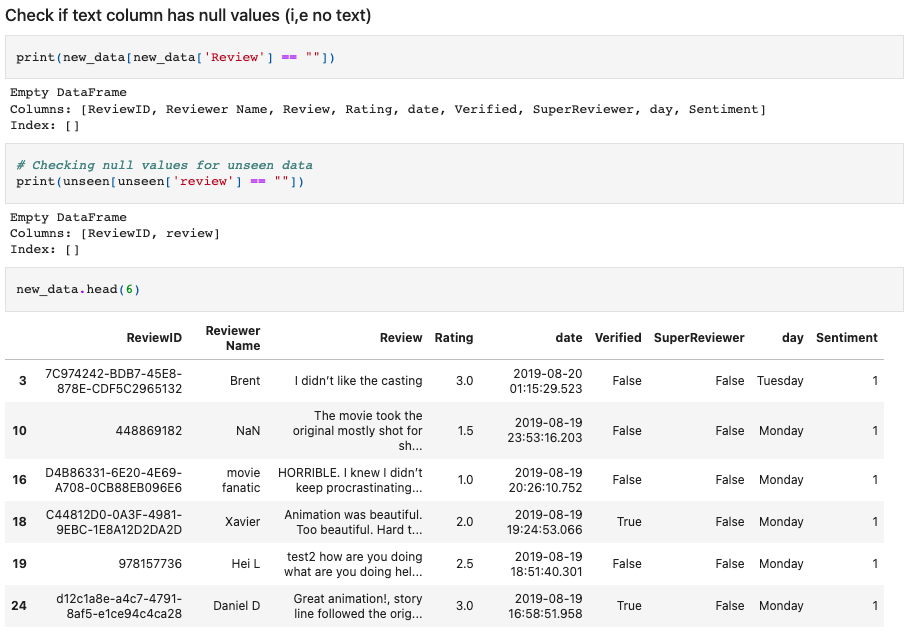 Check if text column has null values (i,e no text)
print(new_data[new_data['Review'] == ""])
Empty DataFrame
Columns: [ReviewID, Reviewer Name, Review, Rating, date, Verified, SuperReviewer, day, Sentiment]
Index: []
# Checking null values for unseen data
print(unseen[unseen['review'] == ""])
Empty DataFrame
Columns: [ReviewID, review]
Index: []
new_data.head(6)
ReviewID Reviewer Name Review Rating date Verified SuperReviewer day Sentiment
3 7C974242-BDB7-45E8-878E-CDF5C2965132 Brent I didn't like the casting 3.0 2019-08-20 01:15:29.523 False False Tuesday 1
10 448869182 NaN The movie took the original mostly shot for sh... 1.5 2019-08-19 23:53:16.203 False False Monday 1
16 D4B86331-6E20-4E69-A708-0CB88EB096E6 movie fanatic HORRIBLE. I knew I didn't keep procrastinating... 1.0 2019-08-19 20:26:10.752 False False Monday 1
18 C44812D0-0A3F-4981-9EBC-1E8A12D2DA2D Xavier Animation was beautiful. Too beautiful. Hard t... 2.0 2019-08-19 19:24:53.066 True False Monday 1
19 978157736 Hei L test2 how are you doing what are you doing hel... 2.5 2019-08-19 18:51:40.301 False False Monday 1
24 d12c1a8e-a4c7-4791-8af5-e1ce94c4ca28 Daniel D Great animation!, story line followed the orig... 3.0 2019-08-19 16:58:51.958 True False Monday 1